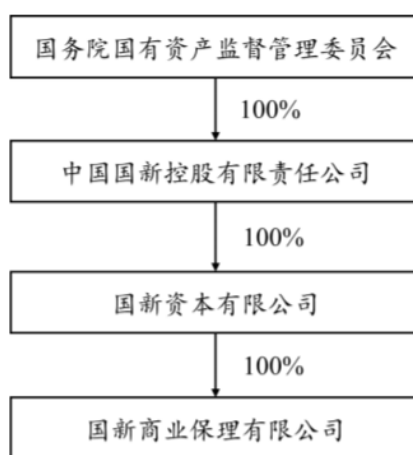 国务院国有资产监督管理委员会
100%
中国国新控股有限责任公司
100%
国新资本有限公司
100%
国新商业保理有限公司